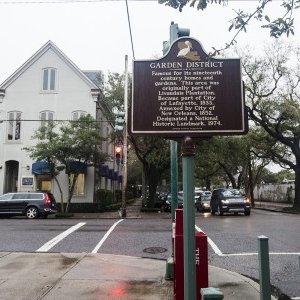 GARDEN DISTRICT
Famous for its nineteenth
century homes and
gardens. This area was
originally part of
Livaudais Plantation.
Became part of City
of Lafayette, 1833.
Annexed by City of
New Orleans, 1852.
Designated a National
Historic Landmark, 1974.